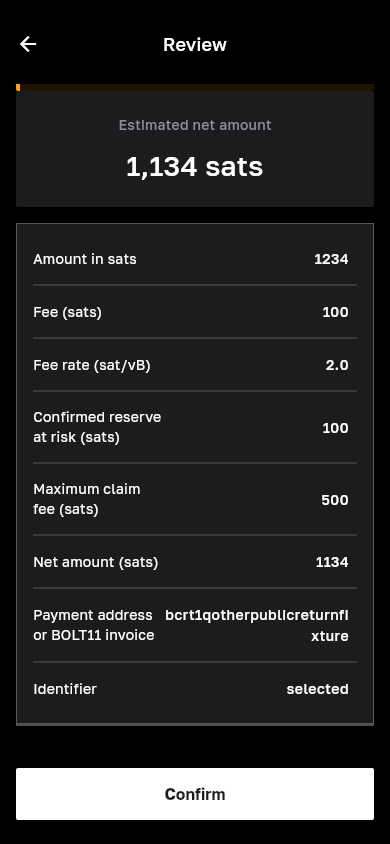 Review
Estimated net amount
1,134 sats
Amount in sats 1234
Fee (sats) 100
Fee rate (sat/vB) 2.0
Confirmed reserve
at risk (sats) 100
Maximum claim
fee (sats) 500
Net amount (sats) 1134
Payment address bcrt1qotherpublicreturnfi
or BOLT11 invoice xture
Identifier selected
Confirm